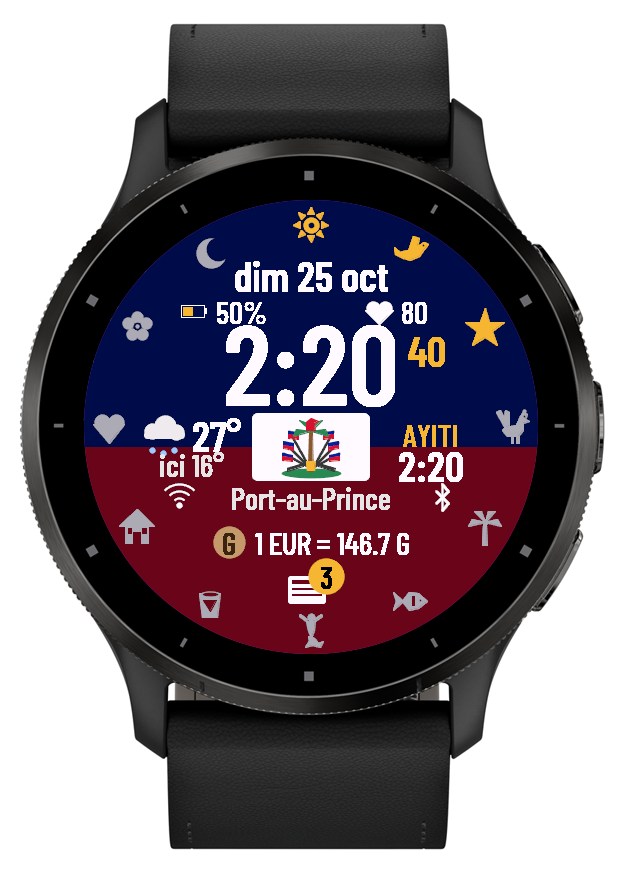 dim 25 oct
50% 80
2:20 40
27° AYITI
ici 16° 2:20
Port-au-Prince
G 1 EUR = 146.7 G
3